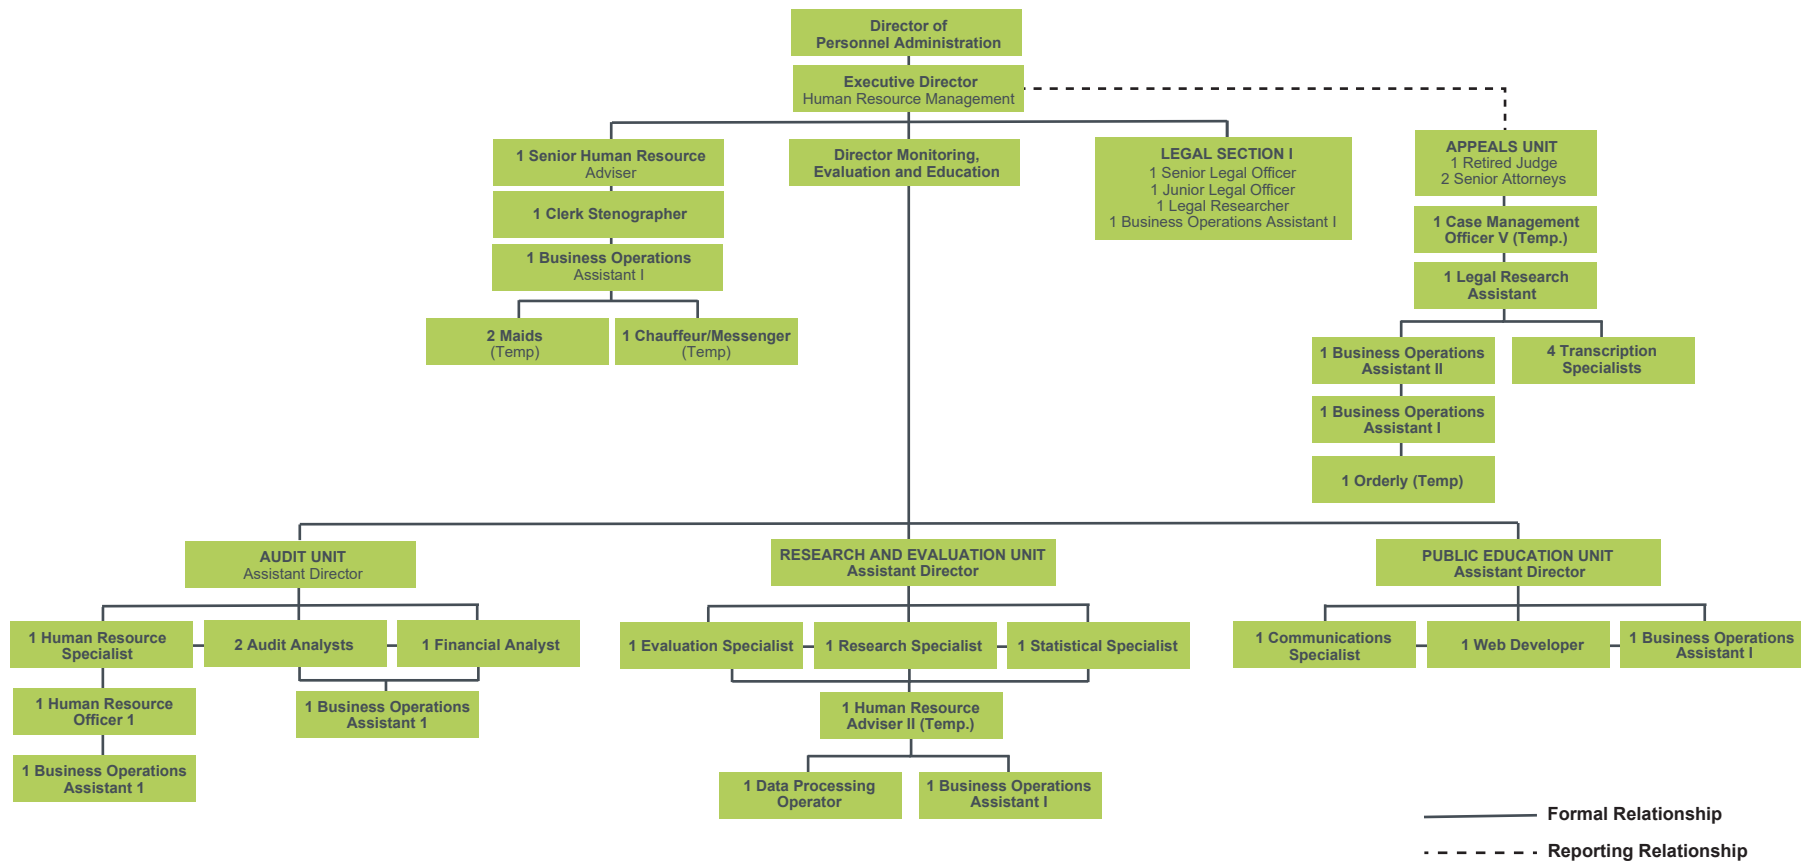 Director of
Personnel Administration
Executive Director
Human Resource Management
1 Senior Human Resource
Adviser
1 Clerk Stenographer
1 Business Operations
Assistant I
2 Maids
(Temp)
1 Chauffeur/Messenger
(Temp)
Director Monitoring,
Evaluation and Education
LEGAL SECTION I
1 Senior Legal Officer
1 Junior Legal Officer
1 Legal Researcher
1 Business Operations Assistant I
APPEALS UNIT
1 Retired Judge
2 Senior Attorneys
1 Case Management
Officer V (Temp.)
1 Legal Research
Assistant
1 Business Operations
Assistant II
4 Transcription
Specialists
1 Business Operations
Assistant I
1 Orderly (Temp)
AUDIT UNIT
Assistant Director
1 Human Resource
Specialist
2 Audit Analysts
1 Financial Analyst
1 Human Resource
Officer 1
1 Business Operations
Assistant 1
1 Business Operations
Assistant 1
RESEARCH AND EVALUATION UNIT
Assistant Director
1 Evaluation Specialist
1 Research Specialist
1 Statistical Specialist
1 Human Resource
Adviser II (Temp.)
1 Data Processing
Operator
1 Business Operations
Assistant I
PUBLIC EDUCATION UNIT
Assistant Director
1 Communications
Specialist
1 Web Developer
1 Business Operations
Assistant I
Formal Relationship
Reporting Relationship